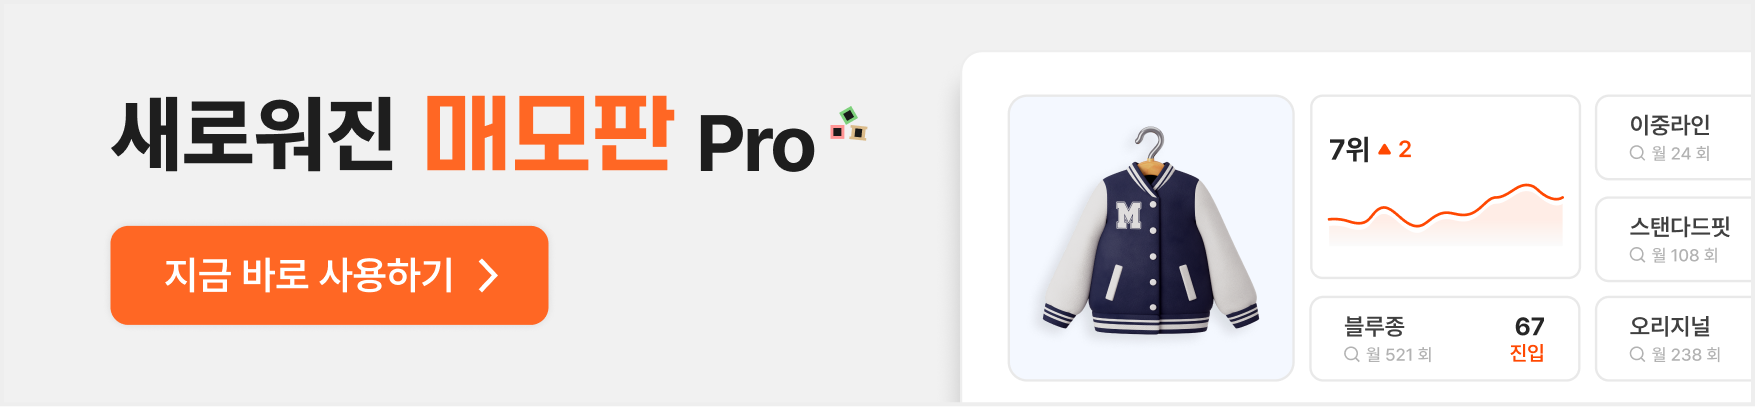 새로워진 매모판 Pro
지금 바로 사용하기
M
7위 ▲ 2
이중라인
월 24 회
스탠다드핏
월 108 회
블루종
월 521 회
67
진입
오리지널
월 238 회